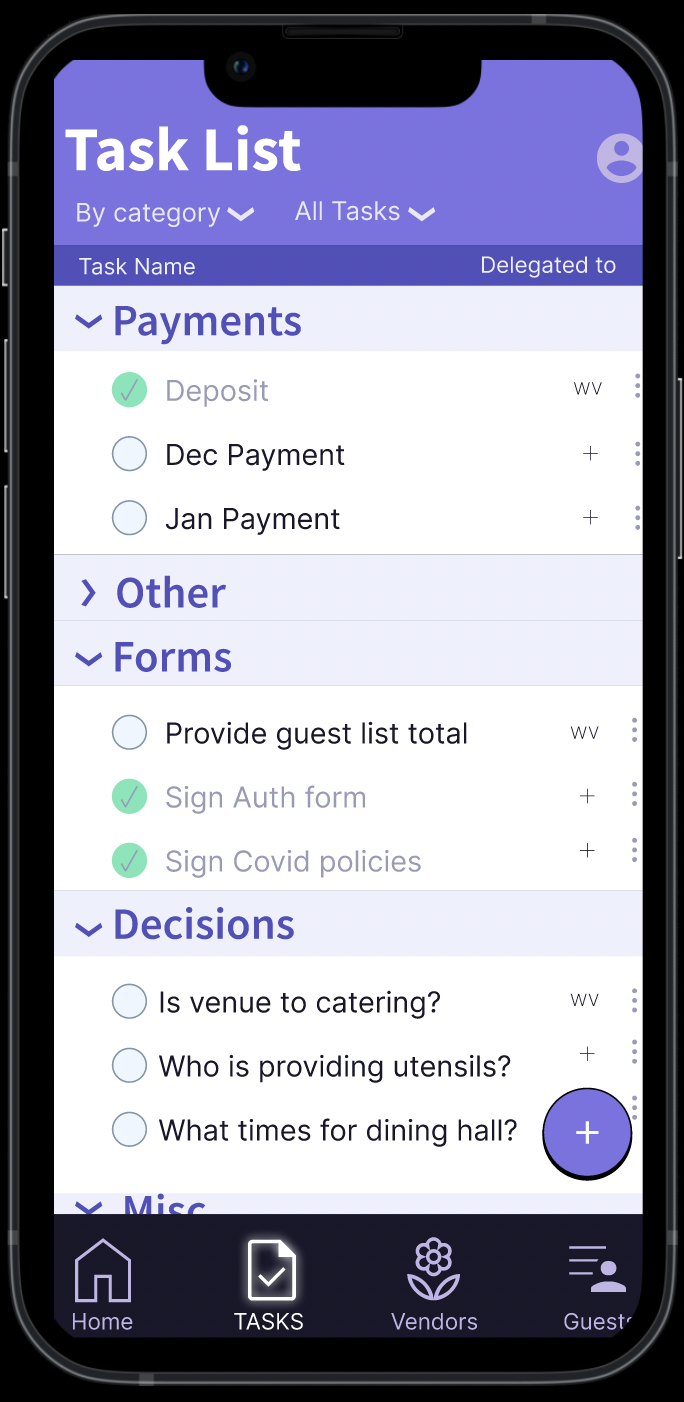 Task List
By category All Tasks
Task Name Delegated to
Payments
Deposit WV
Dec Payment +
Jan Payment +
Other
Forms
Provide guest list total WV
Sign Auth form +
Sign Covid policies +
Decisions
Is venue to catering? WV
Who is providing utensils? +
What times for dining hall? +
Misc
Home TASKS Vendors Guests